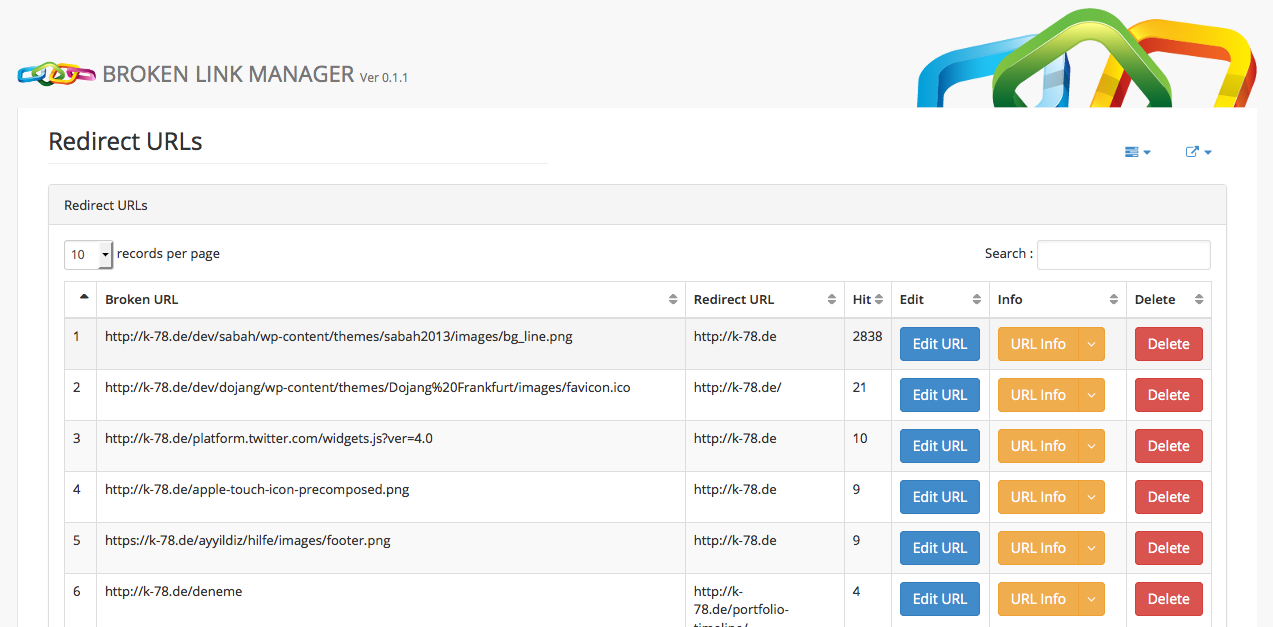 BROKEN LINK MANAGER Ver 0.1.1
Redirect URLs
Redirect URLs
10 records per page Search :
Broken URL Redirect URL Hit Edit Info Delete
1 http://k-78.de/dev/sabah/wp-content/themes/sabah2013/images/bg_line.png http://k-78.de 2838 Edit URL URL Info Delete
2 http://k-78.de/dev/dojang/wp-content/themes/Dojang%20Frankfurt/images/favicon.ico http://k-78.de/ 21 Edit URL URL Info Delete
3 http://k-78.de/platform.twitter.com/widgets.js?ver=4.0 http://k-78.de 10 Edit URL URL Info Delete
4 http://k-78.de/apple-touch-icon-precomposed.png http://k-78.de 9 Edit URL URL Info Delete
5 https://k-78.de/ayyildiz/hilfe/images/footer.png http://k-78.de 9 Edit URL URL Info Delete
6 http://k-78.de/deneme http://k- 4 Edit URL URL Info Delete
78.de/portfolio-